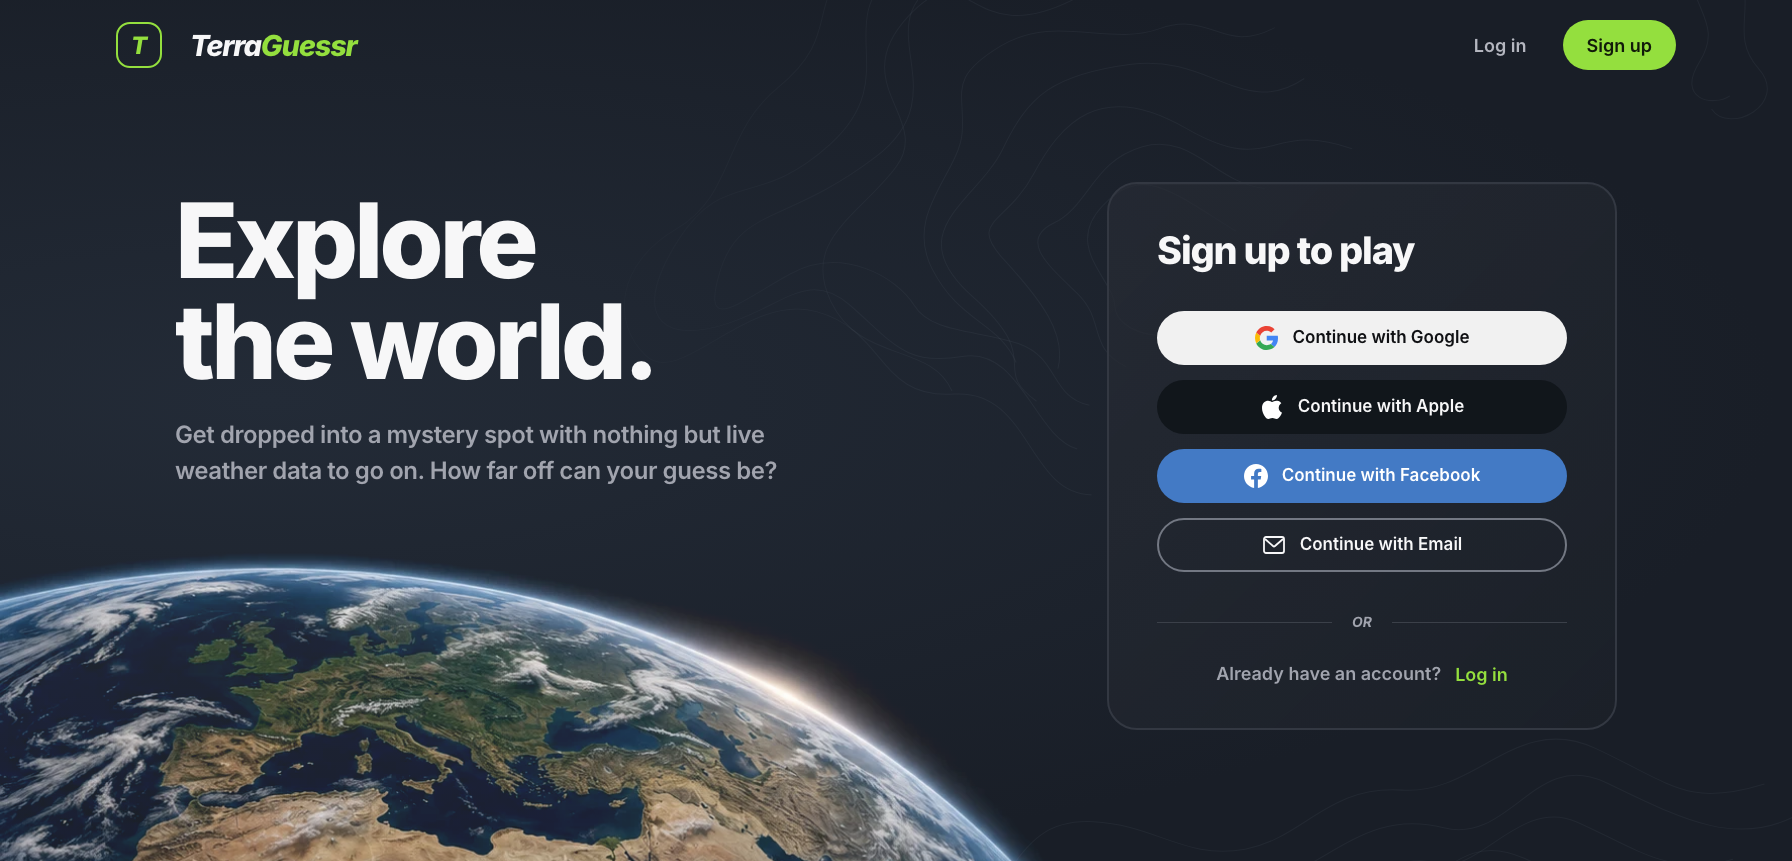 T
TerraGuessr
Log in
Sign up
Explore
the world.
Get dropped into a mystery spot with nothing but live
weather data to go on. How far off can your guess be?
Sign up to play
Continue with Google
Continue with Apple
Continue with Facebook
Continue with Email
OR
Already have an account? Log in